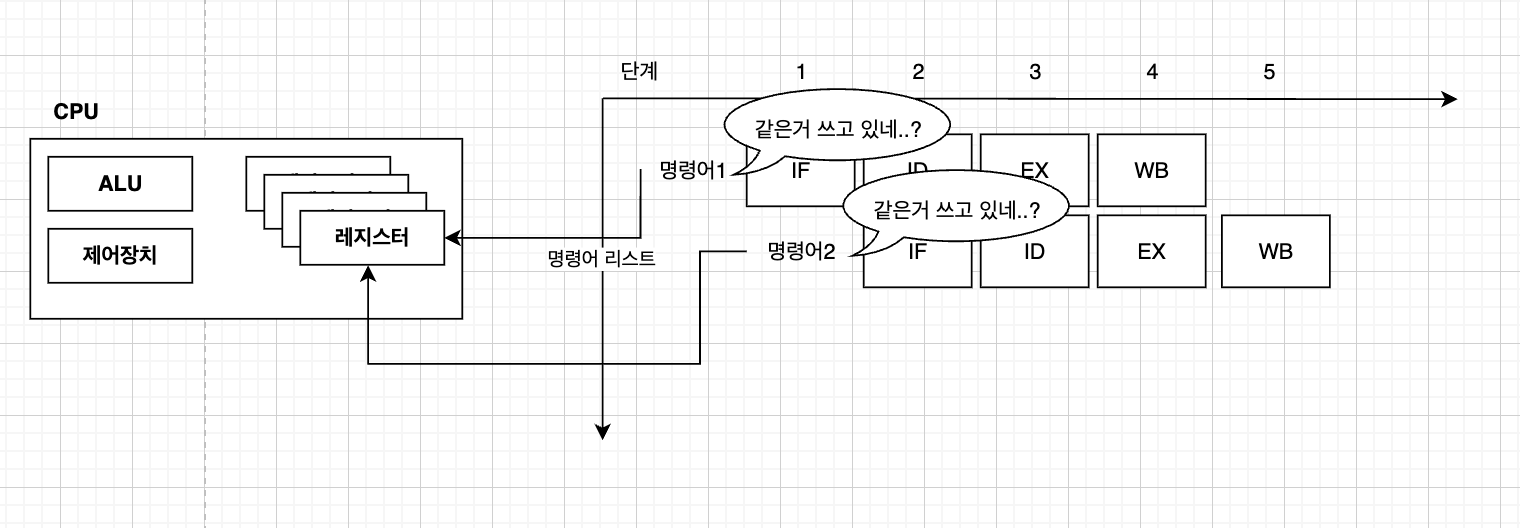 단계
1
2
3
4
5
CPU
같은거 쓰고 있네..?
ALU
명령어1
IF
ID
EX
WB
같은거 쓰고 있네..?
레지스터
제어장치
명령어 리스트
명령어2
IF
ID
EX
WB